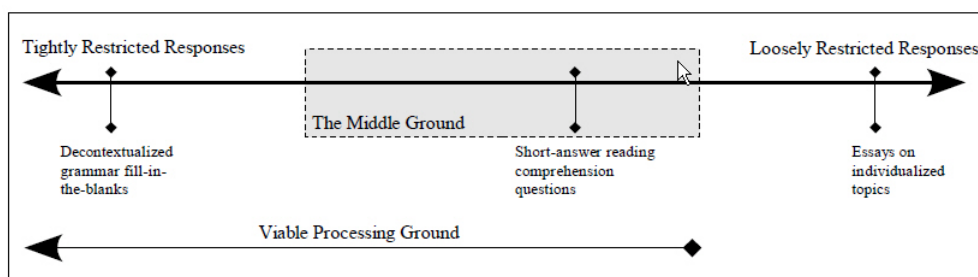 Tightly Restricted Responses
Loosely Restricted Responses
The Middle Ground
Decontextualized
grammar fill-in-
the-blanks
Short-answer reading
comprehension
questions
Essays on
individualized
topics
Viable Processing Ground